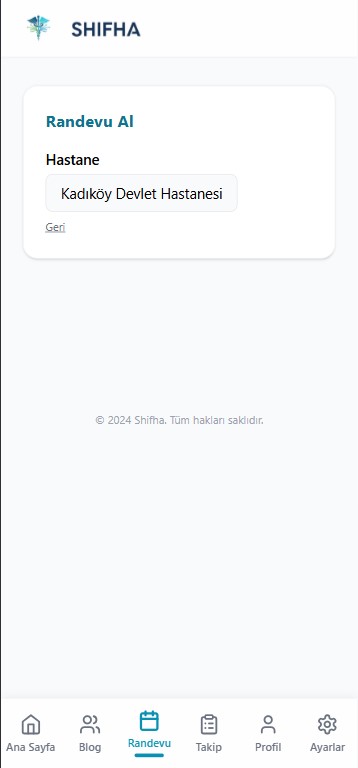 SHIFHA
Randevu Al
Hastane
Kadıköy Devlet Hastanesi
Geri
© 2024 Shifha. Tüm hakları saklıdır.
Ana Sayfa Blog Randevu Takip Profil Ayarlar